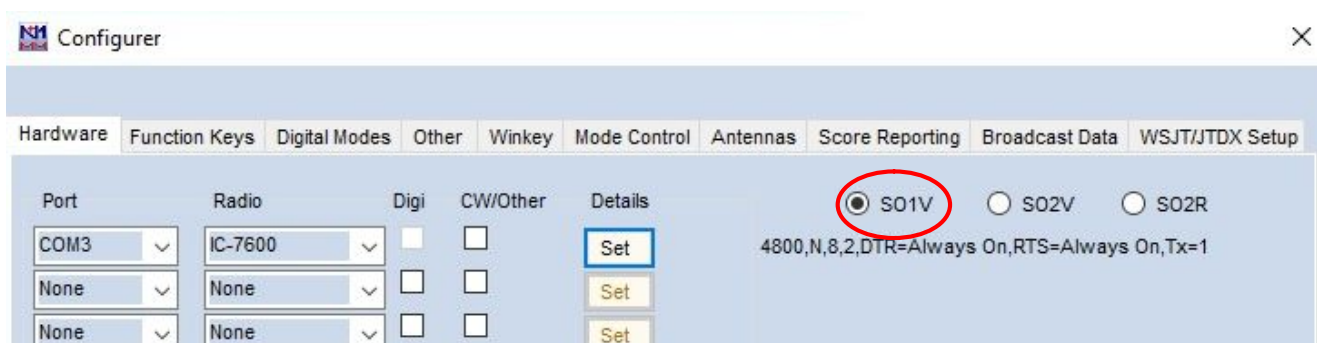 N1 MM Configurer
Hardware Function Keys Digital Modes Other Winkey Mode Control Antennas Score Reporting Broadcast Data WSJT/JTDX Setup
Port Radio Digi CW/Other Details SO1V SO2V SO2R
COM3 IC-7600 Set 4800,N,8,2,DTR=Always On,RTS=Always On,Tx=1
None None Set
None None Set